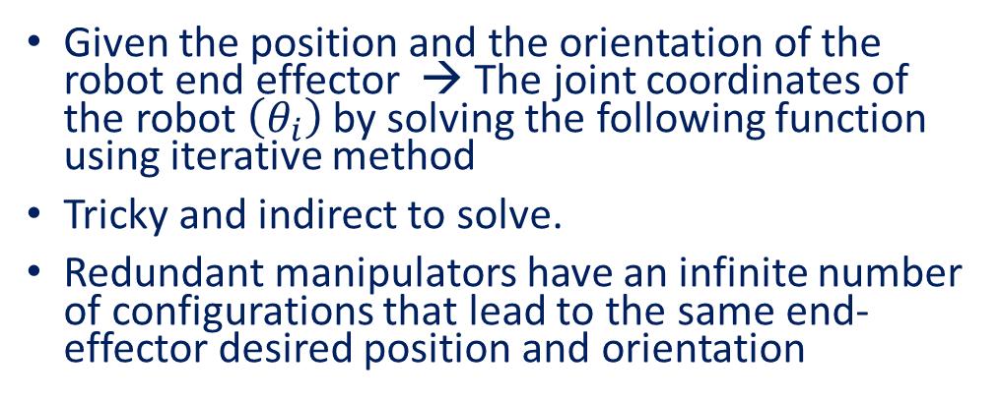 • Given the position and the orientation of the
robot end effector → The joint coordinates of
the robot (θᵢ) by solving the following function
using iterative method
• Tricky and indirect to solve.
• Redundant manipulators have an infinite number
of configurations that lead to the same end-
effector desired position and orientation